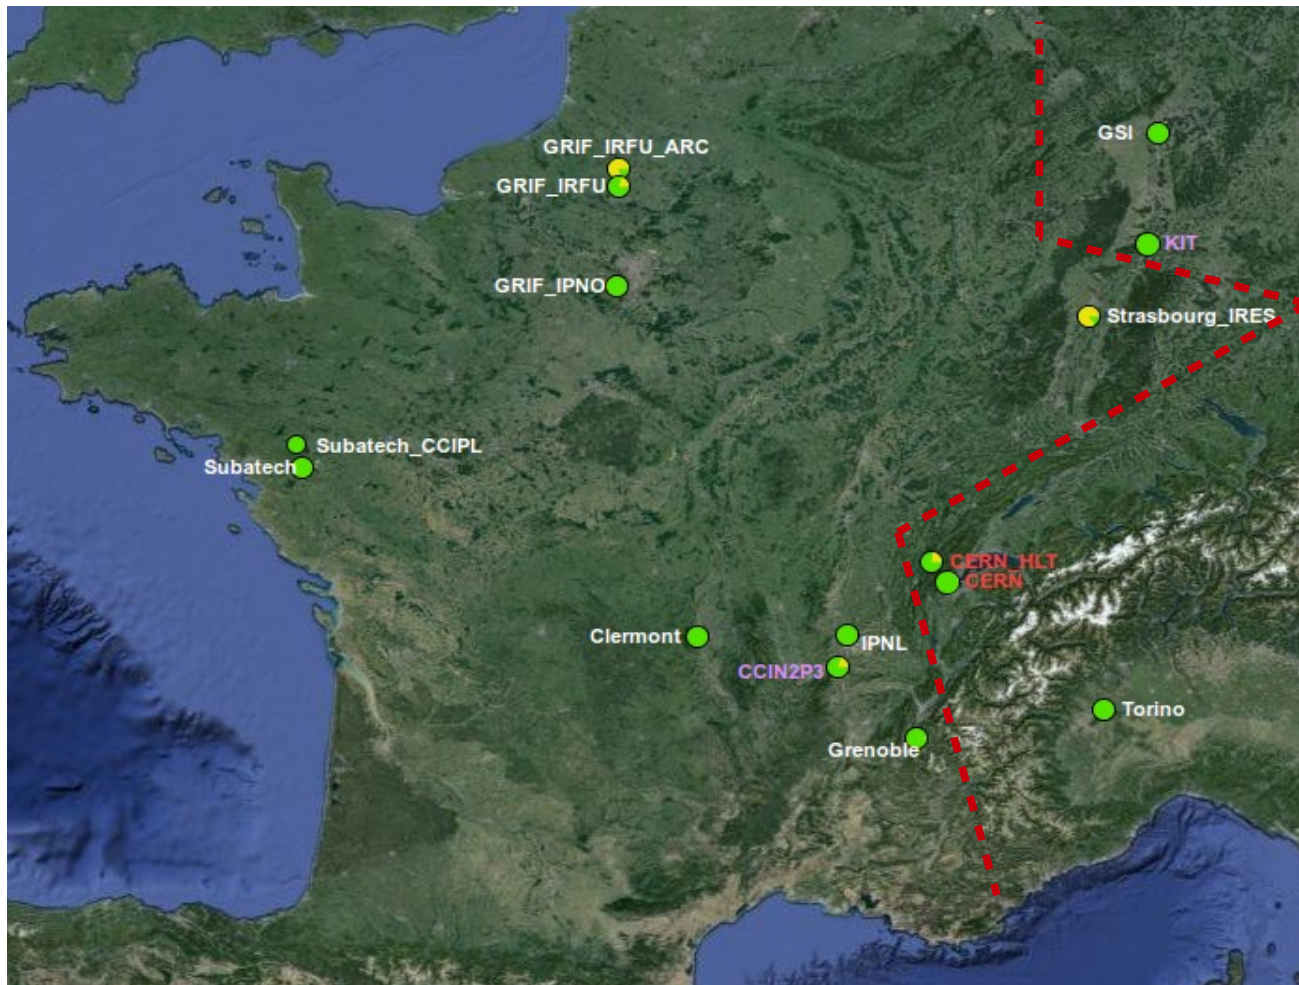 GSI
GRIF_IRFU_ARC
GRIF_IRFU
KIT
GRIF_IPNO
Strasbourg_IRES
Subatech_CCIPL
Subatech
CERN_HLT
CERN
Clermont
IPNL
CCIN2P3
Torino
Grenoble